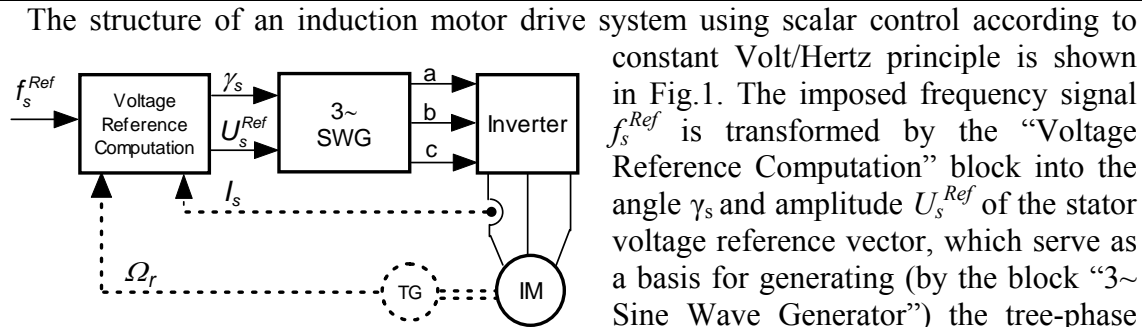 The structure of an induction motor drive system using scalar control according to
constant Volt/Hertz principle is shown
in Fig.1. The imposed frequency signal
f_s^Ref is transformed by the “Voltage
Reference Computation” block into the
angle γ_s and amplitude U_s^Ref of the stator
voltage reference vector, which serve as
a basis for generating (by the block “3~
Sine Wave Generator”) the tree-phase
f_s^Ref
Voltage
Reference
Computation
γ_s
U_s^Ref
3~
SWG
a
b
c
Inverter
I_s
Ω_r
TG
IM